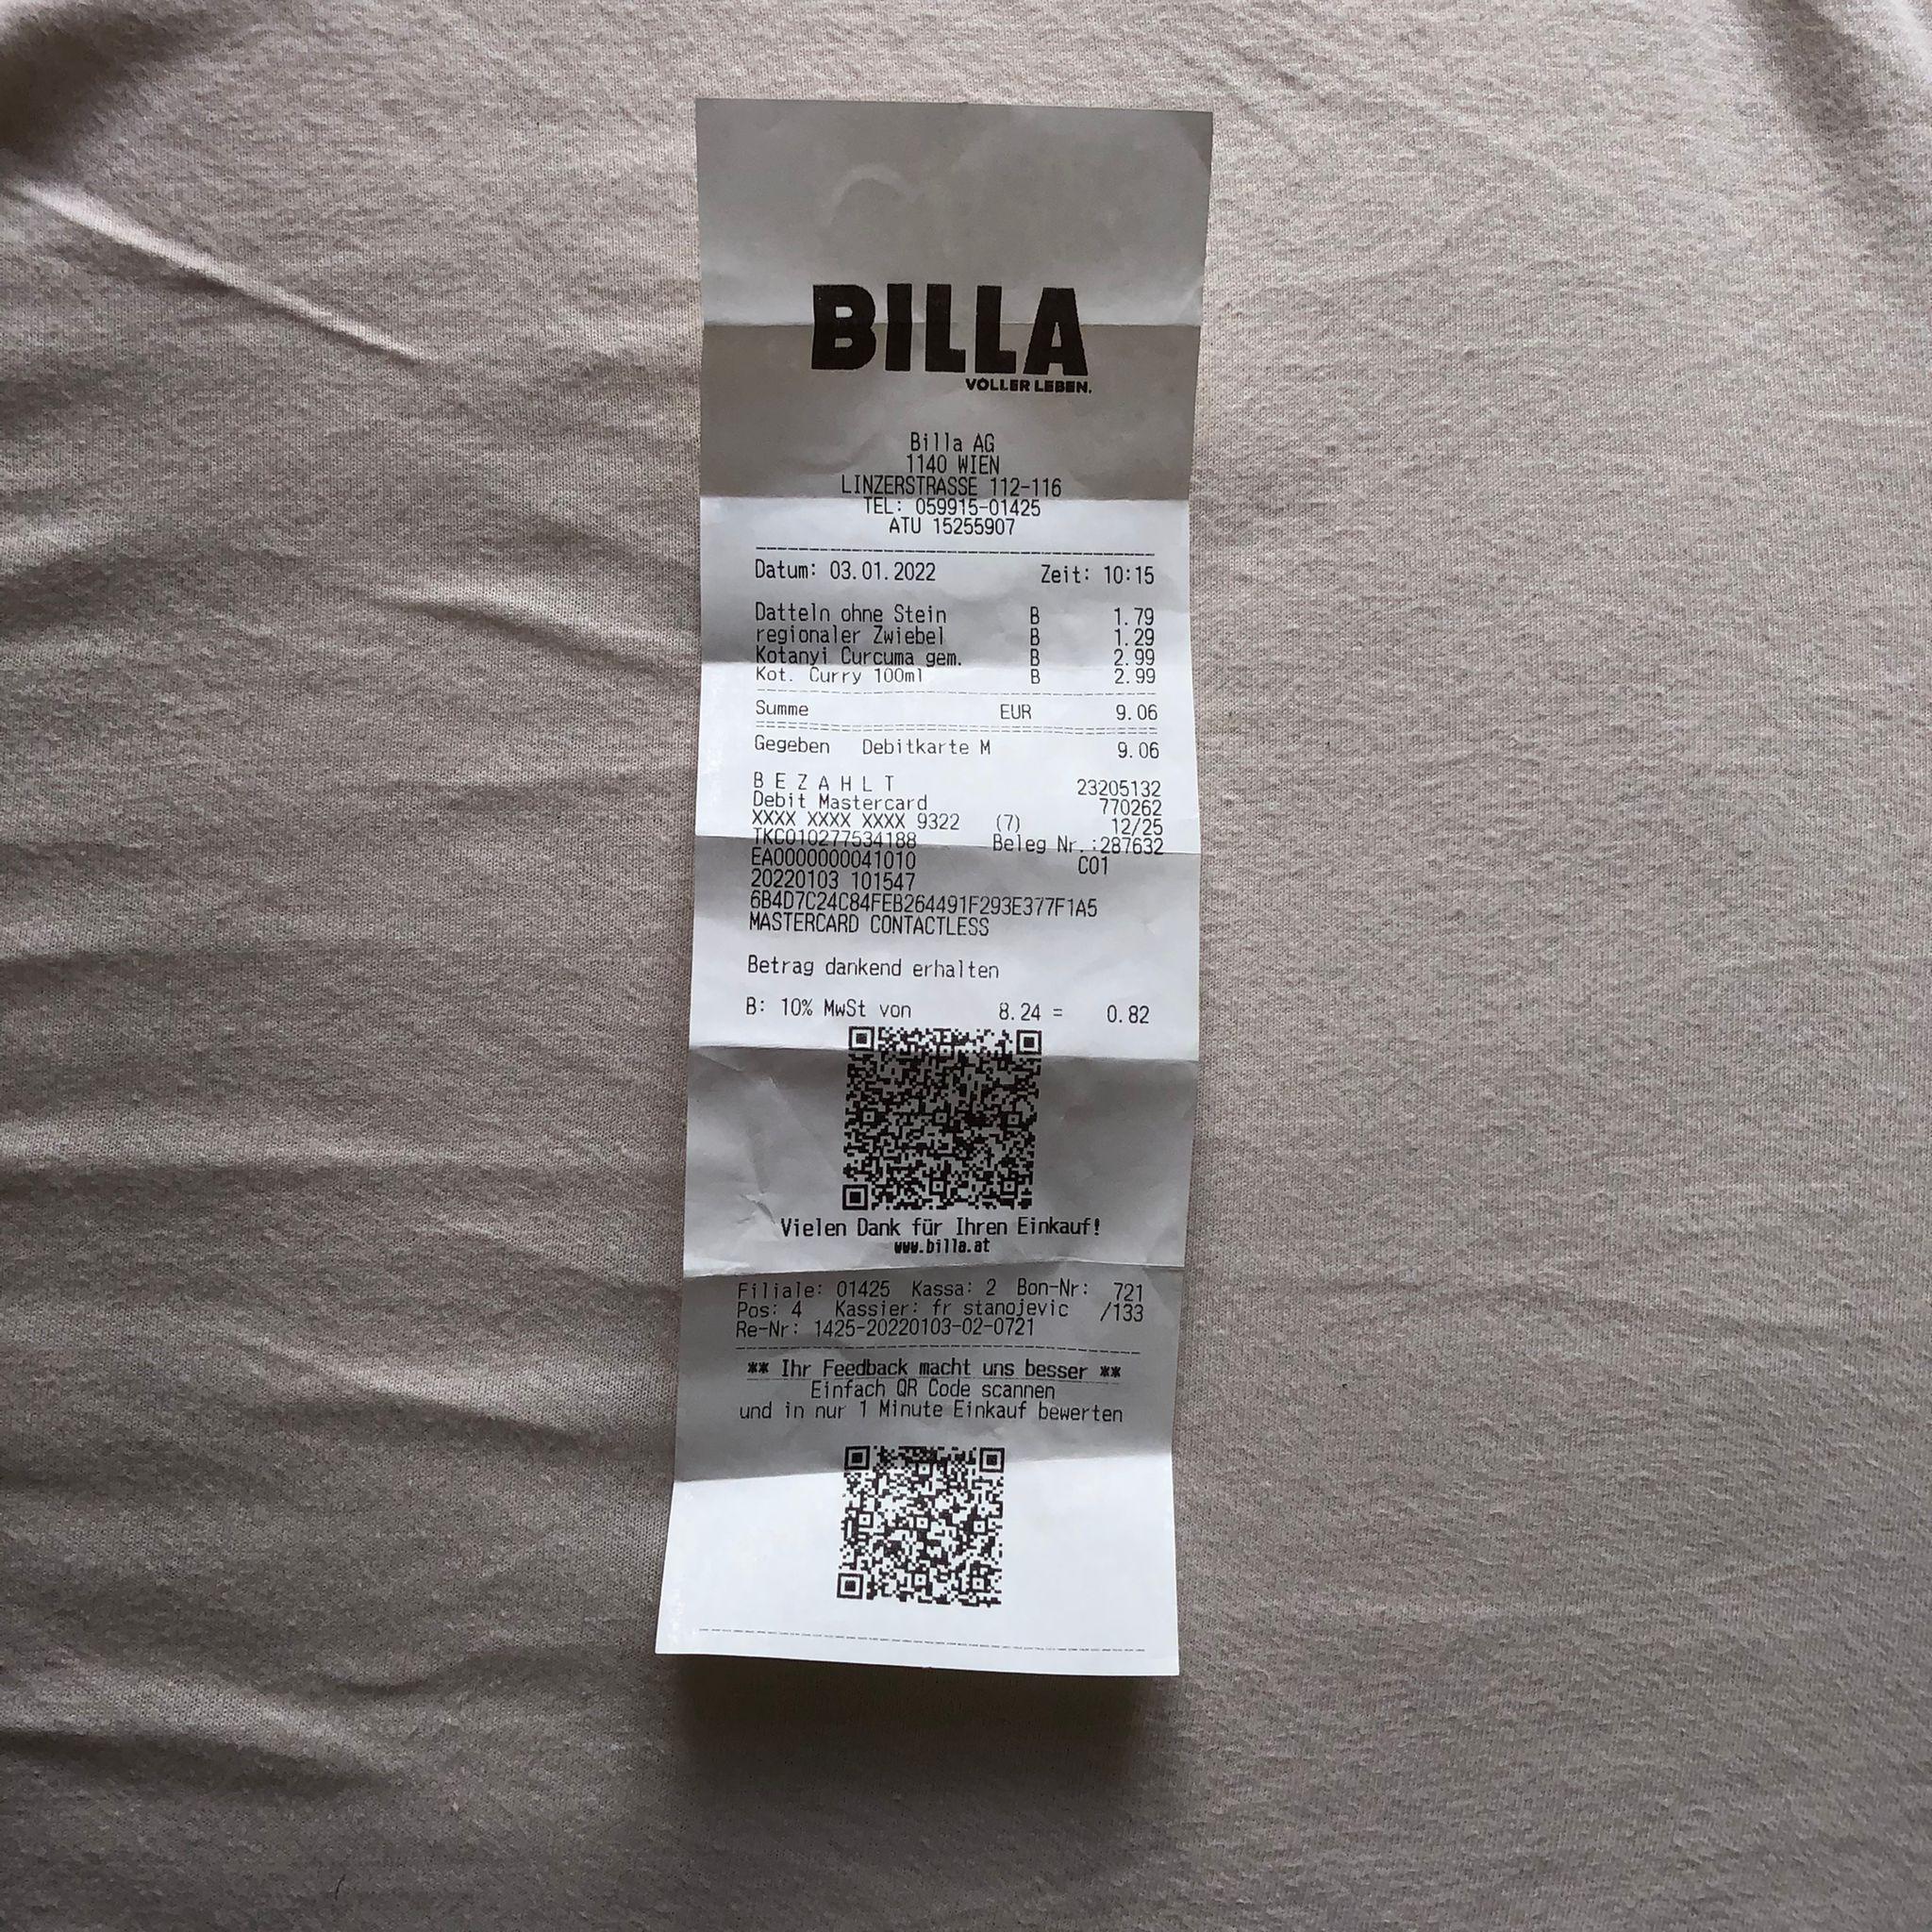 BILLA
VOLLER LEBEN.
Billa AG
1140 WIEN
LINZERSTRASSE 112-116
TEL: 059915-01425
ATU 15255907
Datum: 03.01.2022 Zeit: 10:15
Datteln ohne Stein B 1.79
regionaler Zwiebel B 1.29
Kotanyi Curcuma gem. B 2.99
Kot. Curry 100ml B 2.99
Summe EUR 9.06
Gegeben Debitkarte M 9.06
B E Z A H L T 23205132
Debit Mastercard 770262
XXXX XXXX XXXX 9322 (7) 12/25
TKC010277534188 Beleg Nr.:287632
EA0000000041010 C01
20220103 101547
6B4D7C24C84FEB264491F293E377F1A5
MASTERCARD CONTACTLESS
Betrag dankend erhalten
B: 10% MwSt von 8.24 = 0.82
Vielen Dank für Ihren Einkauf!
www.billa.at
Filiale: 01425 Kassa: 2 Bon-Nr: 721
Pos: 4 Kassier: fr stanojevic /133
Re-Nr: 1425-20220103-02-0721
** Ihr Feedback macht uns besser **
Einfach QR Code scannen
und in nur 1 Minute Einkauf bewerten